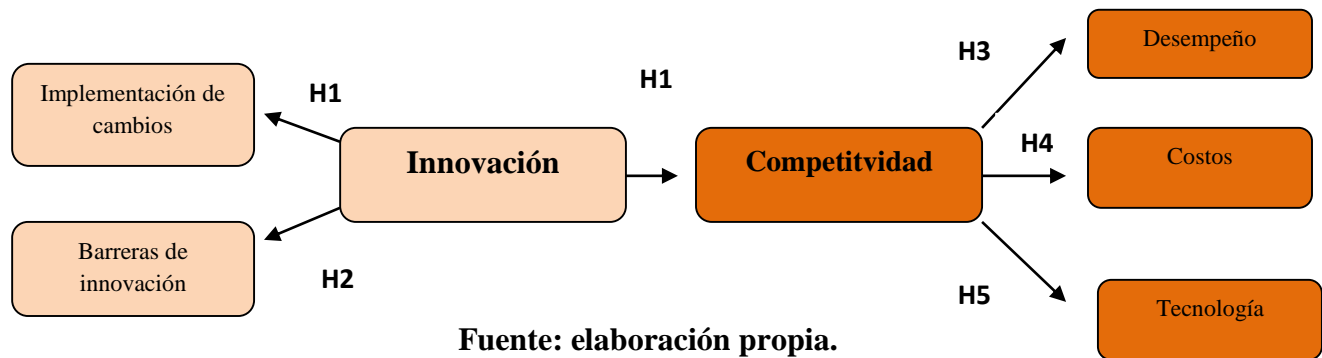 Implementación de
cambios
H1
Innovación
H1
Competitvidad
H3
Desempeño
H4
Costos
Barreras de
innovación
H2
H5
Tecnología
Fuente: elaboración propia.